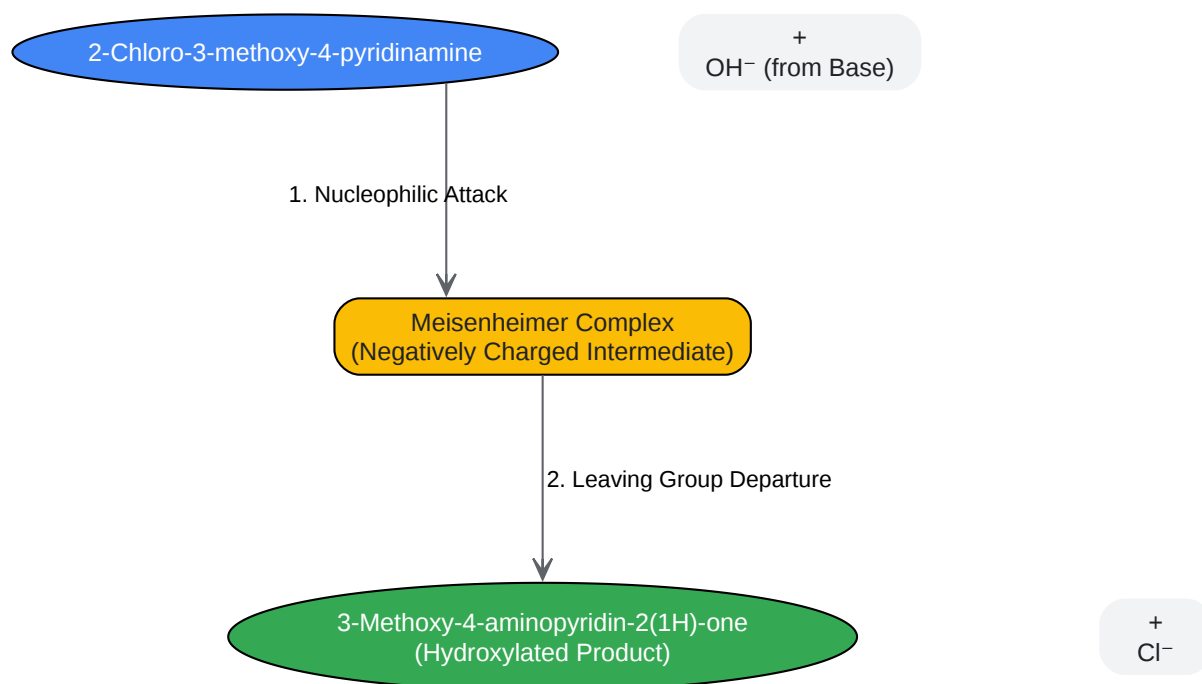 2-Chloro-3-methoxy-4-pyridinamine
+
OH⁻ (from Base)
1. Nucleophilic Attack
Meisenheimer Complex
(Negatively Charged Intermediate)
2. Leaving Group Departure
3-Methoxy-4-aminopyridin-2(1H)-one
(Hydroxylated Product)
+
Cl⁻